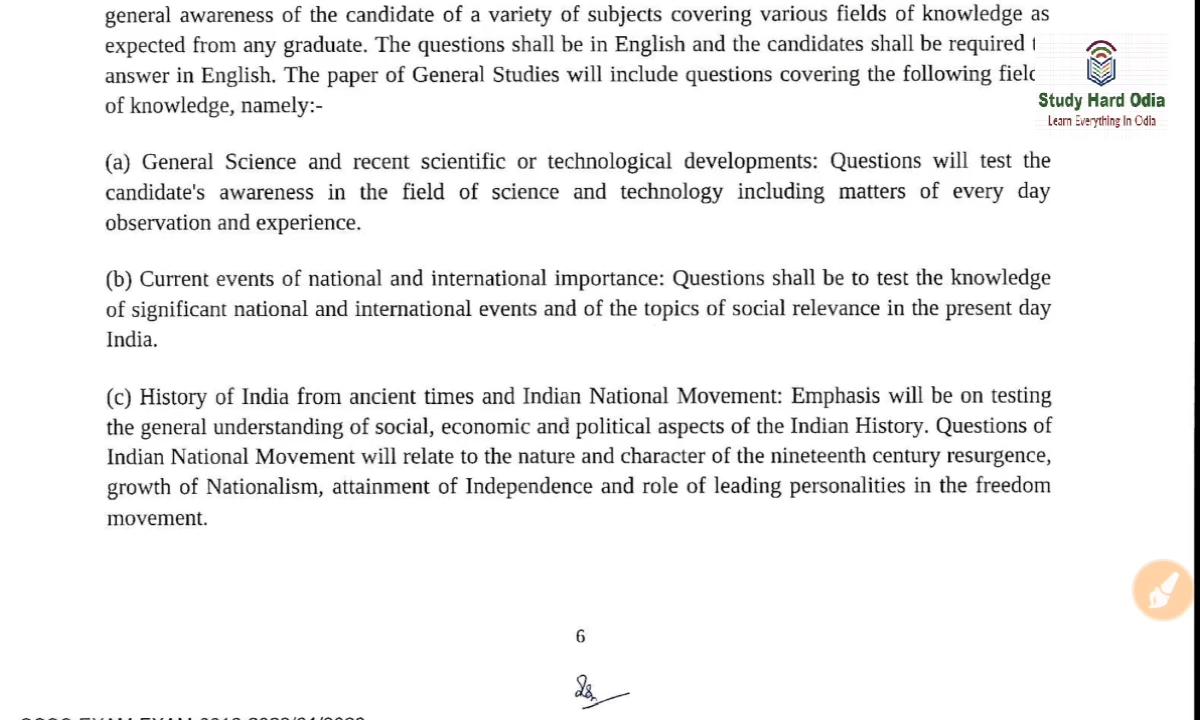 general awareness of the candidate of a variety of subjects covering various fields of knowledge as
expected from any graduate. The questions shall be in English and the candidates shall be required
answer in English. The paper of General Studies will include questions covering the following
of knowledge, namely:-
Study Hard Odia
Learn Everything In Odia
(a) General Science and recent scientific or technological developments: Questions will test the
candidate's awareness in the field of science and technology including matters of every day
observation and experience.
(b) Current events of national and international importance: Questions shall be to test the knowledge
of significant national and international events and of the topics of social relevance in the present day
India.
(c) History of India from ancient times and Indian National Movement: Emphasis will be on testing
the general understanding of social, economic and political aspects of the Indian History. Questions of
Indian National Movement will relate to the nature and character of the nineteenth century resurgence,
growth of Nationalism, attainment of Independence and role of leading personalities in the freedom
movement.
6